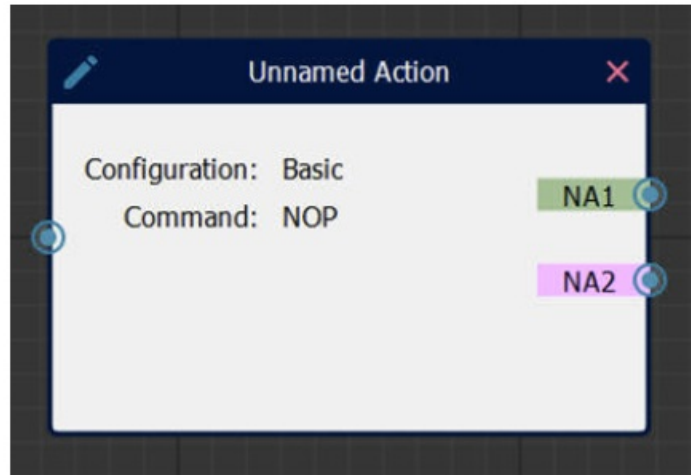 Unnamed Action
Configuration: Basic
Command: NOP
NA1
NA2